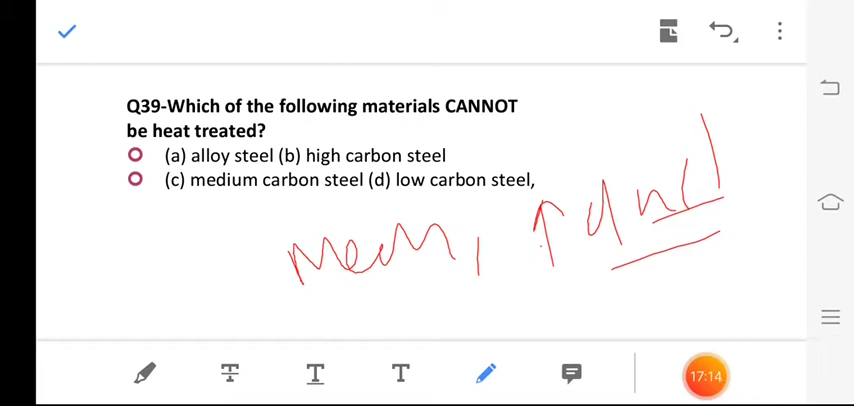 Q39-Which of the following materials CANNOT
be heat treated?
(a) alloy steel (b) high carbon steel
(c) medium carbon steel (d) low carbon steel,
T T T
17:14